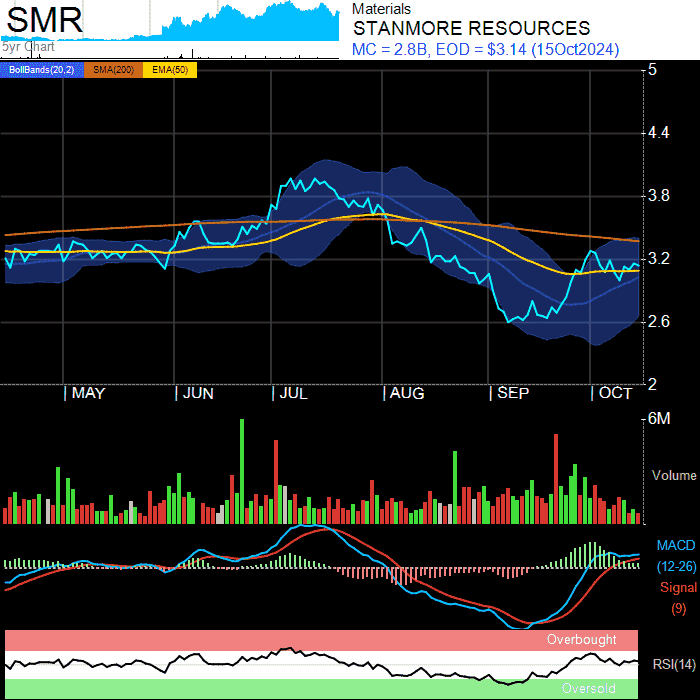 SMR
5yr Chart
Materials
STANMORE RESOURCES
MC = 2.8B, EOD = $3.14 (15Oct2024)
BollBands(20,2) SMA(200) EMA(50)
5
4.4
3.8
3.2
2.6
2
MAY JUN JUL AUG SEP OCT
6M
Volume
MACD
(12-26)
Signal
(9)
Overbought
RSI(14)
Oversold